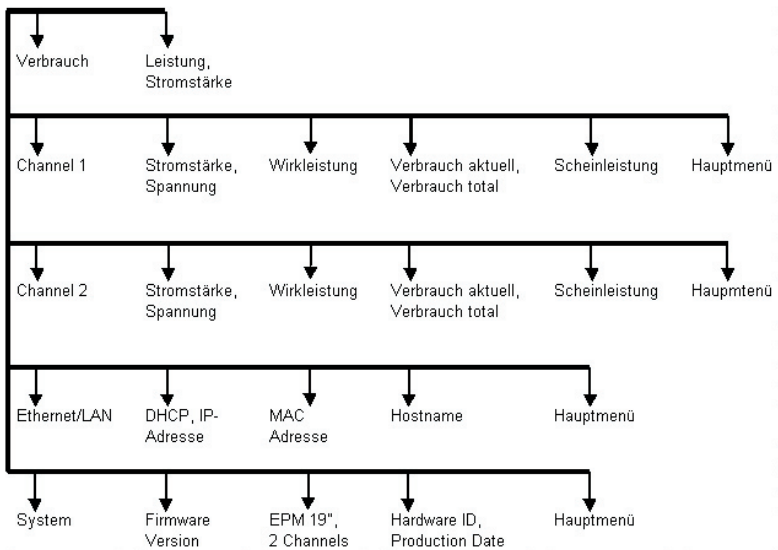 Verbrauch Leistung,
Stromstärke
Channel 1 Stromstärke, Wirkleistung Verbrauch aktuell, Scheinleistung Hauptmenü
Spannung Verbrauch total
Channel 2 Stromstärke, Wirkleistung Verbrauch aktuell, Scheinleistung Haupmtenü
Spannung Verbrauch total
Ethernet/LAN DHCP, IP- MAC Hostname Hauptmenü
Adresse Adresse
System Firmware EPM 19", Hardware ID, Hauptmenü
Version 2 Channels Production Date